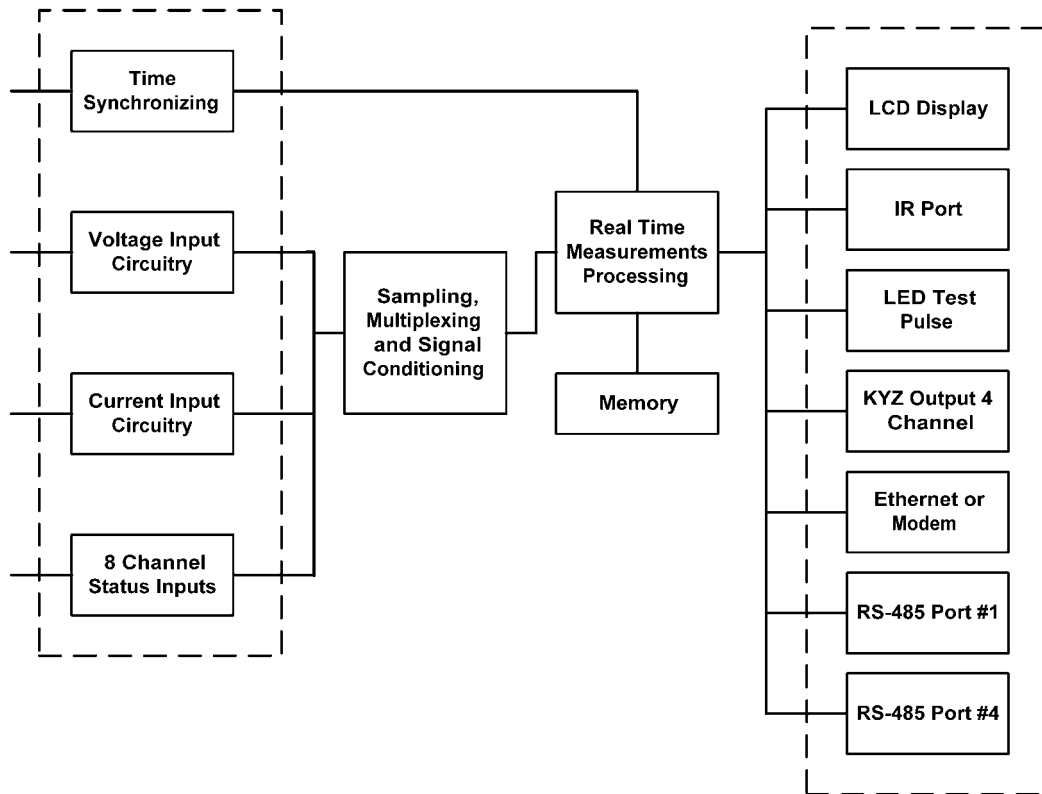 Time
Synchronizing
Voltage Input
Circuitry
Current Input
Circuitry
8 Channel
Status Inputs
Sampling,
Multiplexing
and Signal
Conditioning
Real Time
Measurements
Processing
Memory
LCD Display
IR Port
LED Test
Pulse
KYZ Output 4
Channel
Ethernet or
Modem
RS-485 Port #1
RS-485 Port #4